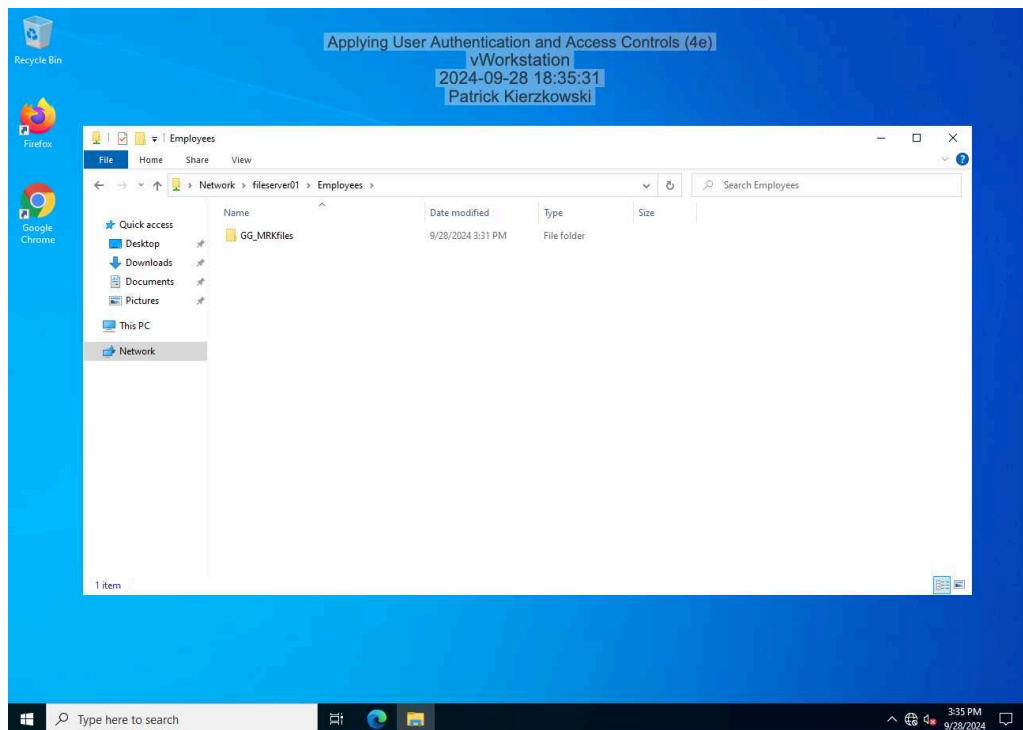 Recycle Bin
Applying User Authentication and Access Controls (4e)
vWorkstation
2024-09-28 18:35:31
Patrick Kierzkowski
Firefox
Google
Chrome
Employees
File Home Share View
Network › fileserver01 › Employees ›
Search Employees
Name Date modified Type Size
Quick access
GG_MRKfiles 9/28/2024 3:31 PM File folder
Desktop
Downloads
Documents
Pictures
This PC
Network
1 item
Type here to search
3:35 PM
9/28/2024